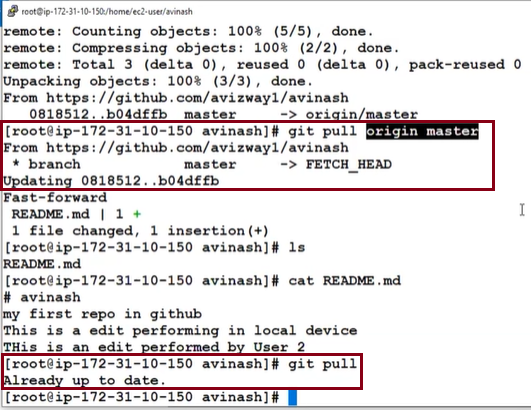 root@ip-172-31-10-150:/home/ec2-user/avinash
remote: Counting objects: 100% (5/5), done.
remote: Compressing objects: 100% (2/2), done.
remote: Total 3 (delta 0), reused 0 (delta 0), pack-reused 0
Unpacking objects: 100% (3/3), done.
From https://github.com/avizway1/avinash
   0818512..b04dffb  master     -> origin/master
[root@ip-172-31-10-150 avinash]# git pull origin master
From https://github.com/avizway1/avinash
 * branch            master     -> FETCH_HEAD
Updating 0818512..b04dffb
Fast-forward
 README.md | 1 +
 1 file changed, 1 insertion(+)
[root@ip-172-31-10-150 avinash]# ls
README.md
[root@ip-172-31-10-150 avinash]# cat README.md
# avinash
my first repo in github
This is a edit performing in local device
THis is an edit performed by User 2
[root@ip-172-31-10-150 avinash]# git pull
Already up to date.
[root@ip-172-31-10-150 avinash]#